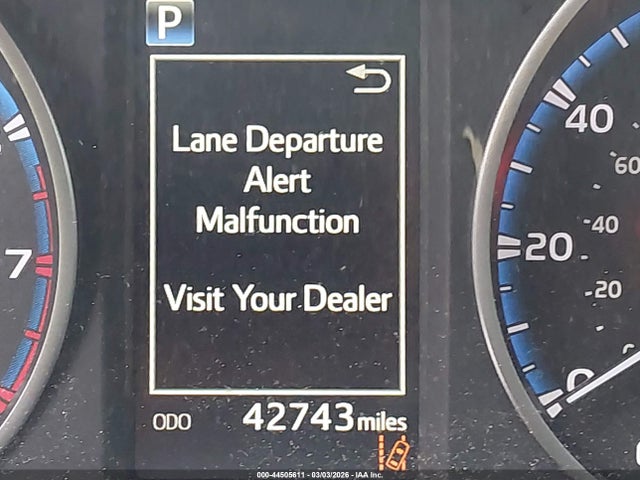 P
Lane Departure
Alert
Malfunction
Visit Your Dealer
ODO 42743 miles
7
40
60
20
40
20
0
000-44505611 - 03/03/2026 - IAA Inc.